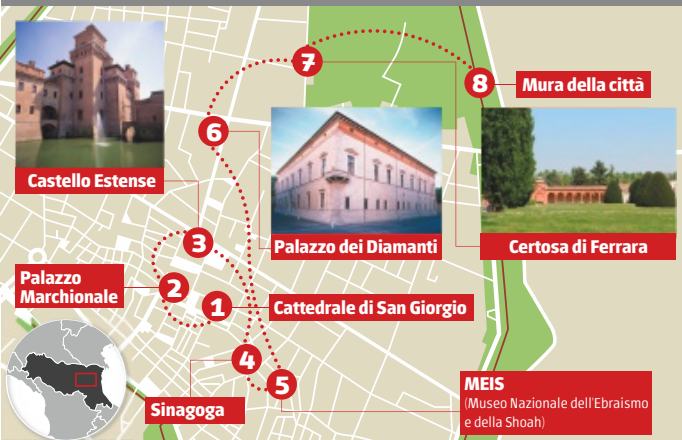 7
8
Mura della città
6
Castello Estense
3
Palazzo dei Diamanti
Certosa di Ferrara
Palazzo
Marchionale
2
1
Cattedrale di San Giorgio
4
5
Sinagoga
MEIS
(Museo Nazionale dell'Ebraismo
e della Shoah)